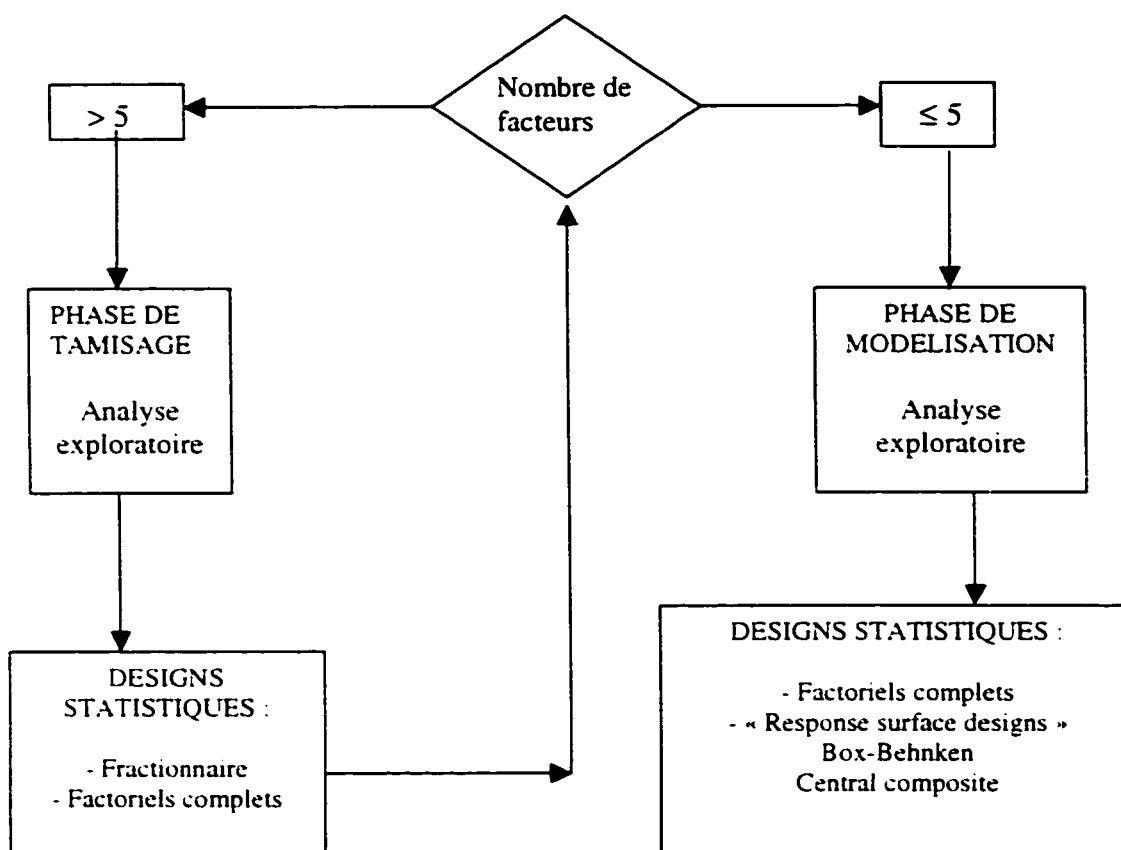 Nombre de
facteurs
> 5
≤ 5
PHASE DE
TAMISAGE
Analyse
exploratoire
PHASE DE
MODELISATION
Analyse
exploratoire
DESIGNS
STATISTIQUES :
- Fractionnaire
- Factoriels complets
DESIGNS STATISTIQUES :
- Factoriels complets
- « Response surface designs »
Box-Behnken
Central composite